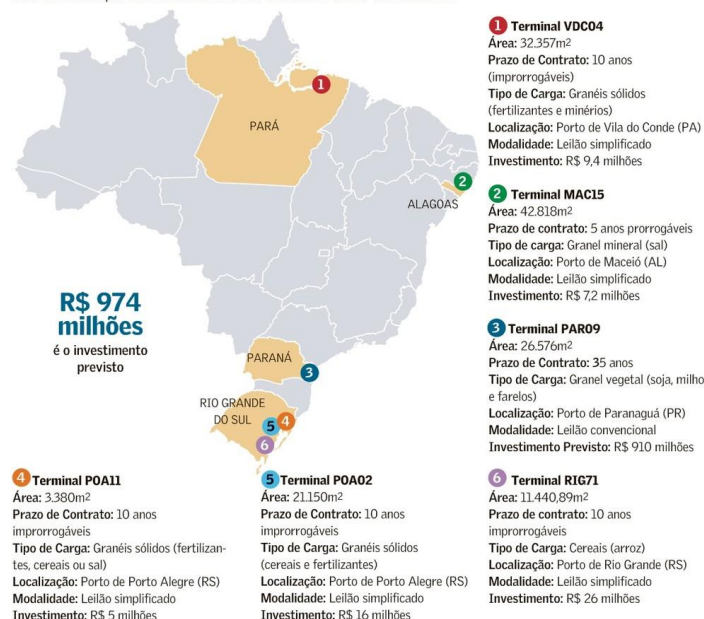 1 Terminal VDC04
Área: 32.357m2
Prazo de Contrato: 10 anos
(improrrogáveis)
Tipo de Carga: Granéis sólidos
(fertilizantes e minérios)
Localização: Porto de Vila do Conde (PA)
Modalidade: Leilão simplificado
Investimento: R$ 9,4 milhões
2 Terminal MAC15
Área: 42.818m2
Prazo de contrato: 5 anos prorrogáveis
Tipo de carga: Granel mineral (sal)
Localização: Porto de Maceió (AL)
Modalidade: Leilão simplificado
Investimento: R$ 7,2 milhões
3 Terminal PAR09
Área: 26.576m2
Prazo de Contrato: 35 anos
Tipo de Carga: Granel vegetal (soja, milho
e farelos)
Localização: Porto de Paranaguá (PR)
Modalidade: Leilão convencional
Investimento Previsto: R$ 910 milhões
1
PARÁ
2
ALAGOAS
R$ 974
milhões
é o investimento
previsto
PARANÁ
3
RIO GRANDE
DO SUL
4
5
6
4 Terminal POA11
Área: 3.380m2
Prazo de Contrato: 10 anos
improrrogáveis
Tipo de Carga: Granéis sólidos (fertilizan-
tes, cereais ou sal)
Localização: Porto de Porto Alegre (RS)
Modalidade: Leilão simplificado
Investimento: R$ 5 milhões
5 Terminal POA02
Área: 21.150m2
Prazo de Contrato: 10 anos
improrrogáveis
Tipo de Carga: Granéis sólidos
(cereais e fertilizantes)
Localização: Porto de Porto Alegre (RS)
Modalidade: Leilão simplificado
Investimento: R$ 16 milhões
6 Terminal RIG71
Área: 11.440,89m2
Prazo de contrato: 10 anos
improrrogáveis
Tipo de Carga: Cereais (arroz)
Localização: Porto de Rio Grande (RS)
Modalidade: Leilão simplificado
Investimento: R$ 26 milhões